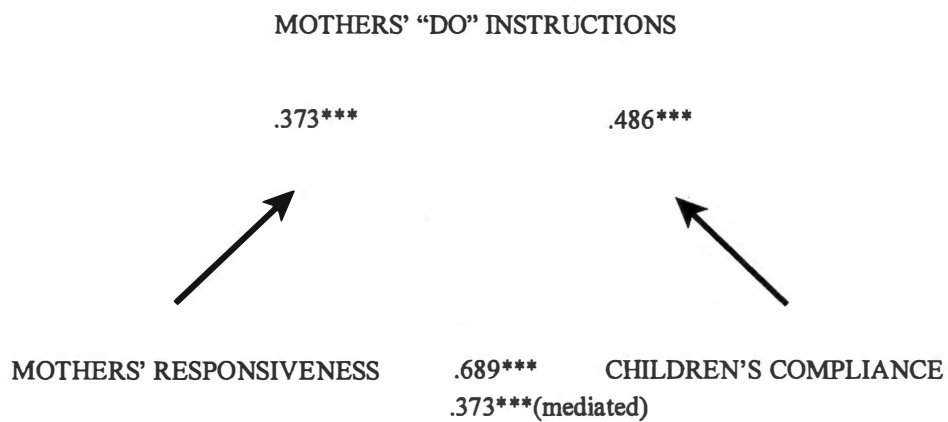 MOTHERS' “DO” INSTRUCTIONS
.373*** .486***
MOTHERS' RESPONSIVENESS .689*** CHILDREN'S COMPLIANCE
.373***(mediated)